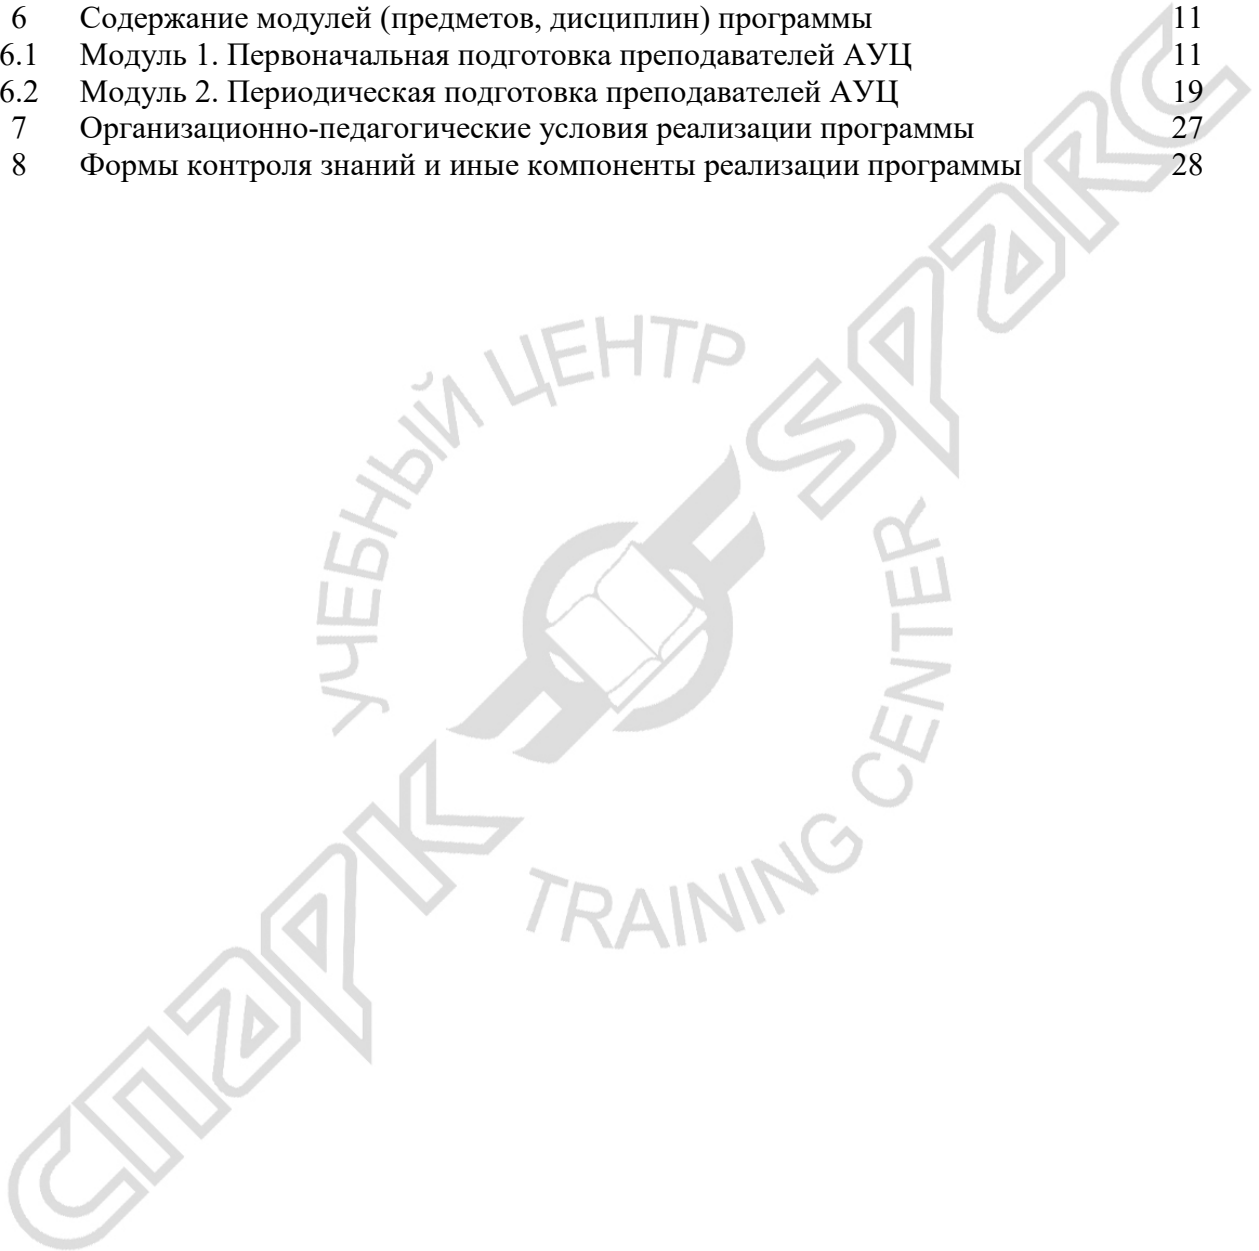 6 Содержание модулей (предметов, дисциплин) программы 11
6.1 Модуль 1. Первоначальная подготовка преподавателей АУЦ 11
6.2 Модуль 2. Периодическая подготовка преподавателей АУЦ 19
7 Организационно-педагогические условия реализации программы 27
8 Формы контроля знаний и иные компоненты реализации программы 28
УЧЕБНЫЙ ЦЕНТР
СПАРК SPARC
TRAINING CENTER